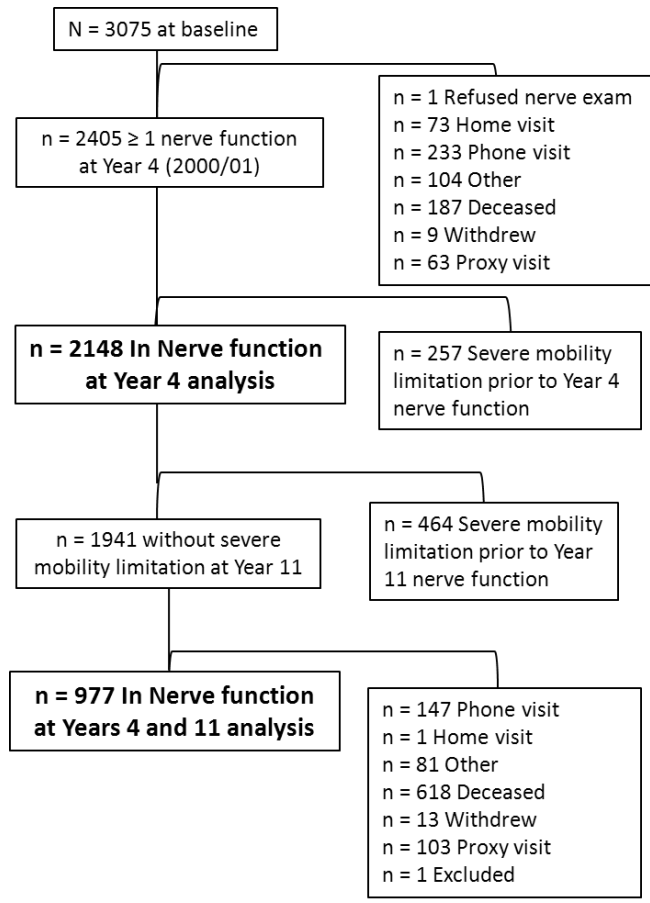 N = 3075 at baseline
n = 2405 ≥ 1 nerve function
at Year 4 (2000/01)
n = 1 Refused nerve exam
n = 73 Home visit
n = 233 Phone visit
n = 104 Other
n = 187 Deceased
n = 9 Withdrew
n = 63 Proxy visit
n = 2148 In Nerve function
at Year 4 analysis
n = 257 Severe mobility
limitation prior to Year 4
nerve function
n = 1941 without severe
mobility limitation at Year 11
n = 464 Severe mobility
limitation prior to Year
11 nerve function
n = 977 In Nerve function
at Years 4 and 11 analysis
n = 147 Phone visit
n = 1 Home visit
n = 81 Other
n = 618 Deceased
n = 13 Withdrew
n = 103 Proxy visit
n = 1 Excluded